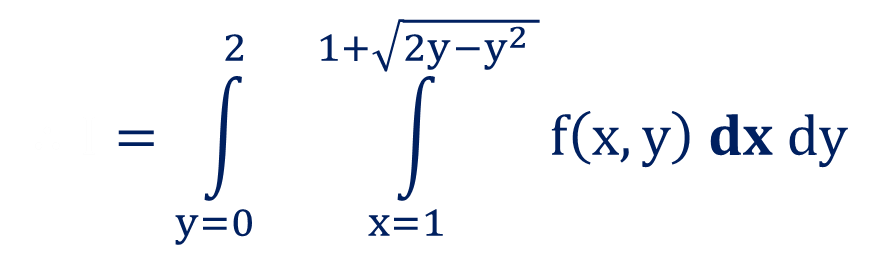 = ∫_{y=0}^{2} ∫_{x=1}^{1+√(2y−y²)} f(x, y) dx dy